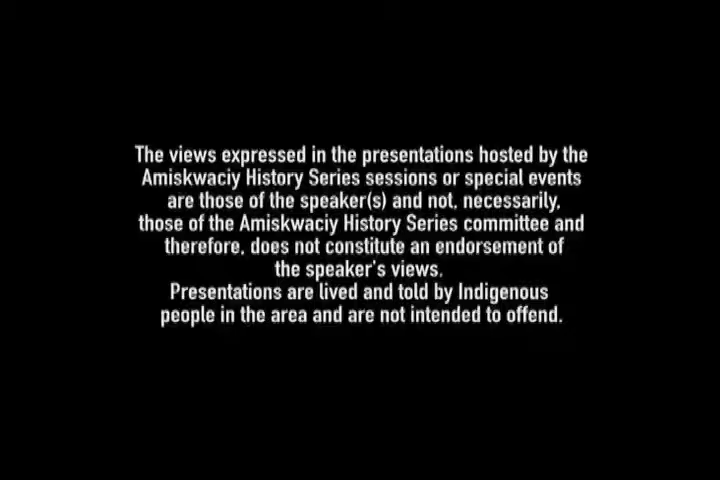 The views expressed in the presentations hosted by the
Amiskwaciy History Series sessions or special events
are those of the speaker(s) and not, necessarily,
those of the Amiskwaciy History Series committee and
therefore, does not constitute an endorsement of
the speaker's views.
Presentations are lived and told by Indigenous
people in the area and are not intended to offend.